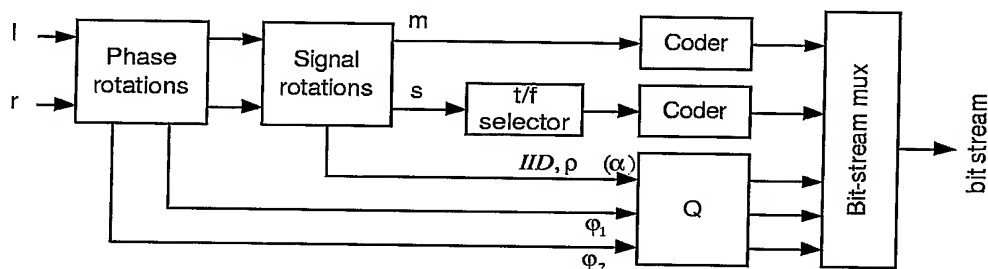 l
r
Phase
rotations
Signal
rotations
m
s
t/f
selector
Coder
Coder
IID, ρ (α)
φ₁
φ₂
Q
Bit-stream mux
bit stream